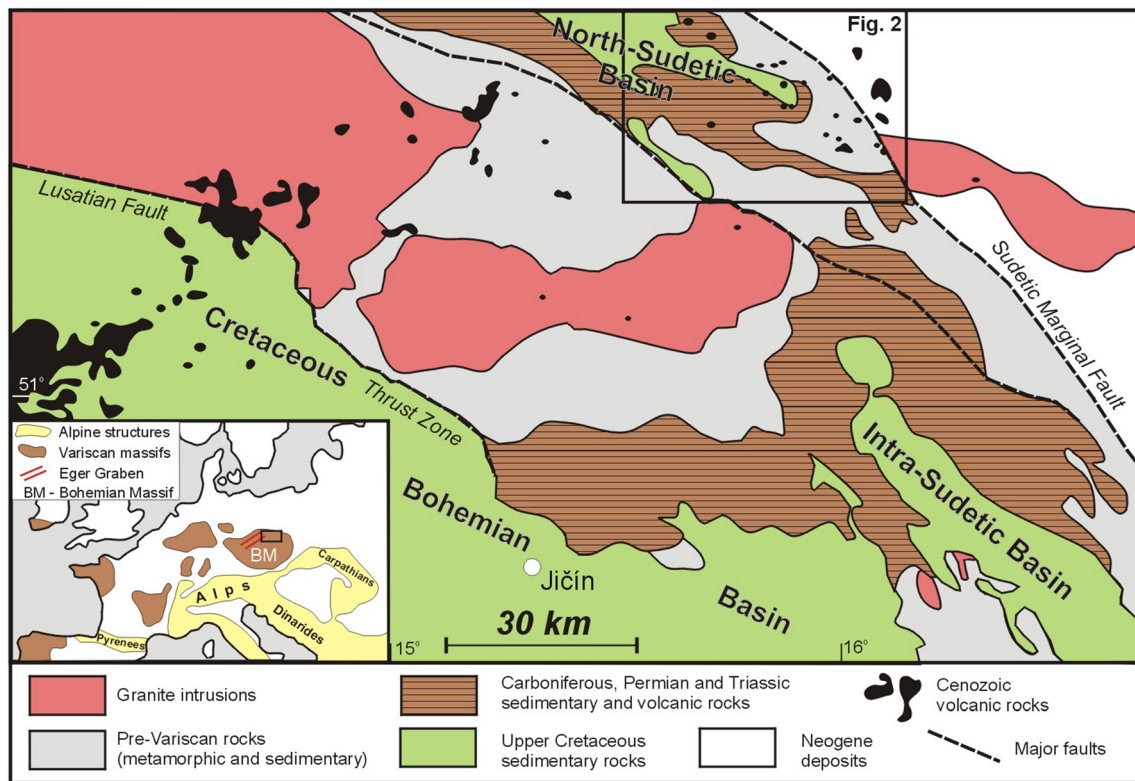 Fig. 2
North-Sudetic
Basin
Lusatian Fault
Sudetic Marginal Fault
Cretaceous
Thrust Zone
51°
Intra-Sudetic Basin
Bohemian
Jičín
Basin
30 km
15°
16°
Alpine structures
Variscan massifs
Eger Graben
BM - Bohemian Massif
BM
Carpathians
Alps
Dinarides
Pyrenees
Granite intrusions
Carboniferous, Permian and Triassic
sedimentary and volcanic rocks
Cenozoic
volcanic rocks
Pre-Variscan rocks
(metamorphic and sedimentary)
Upper Cretaceous
sedimentary rocks
Neogene
deposits
Major faults